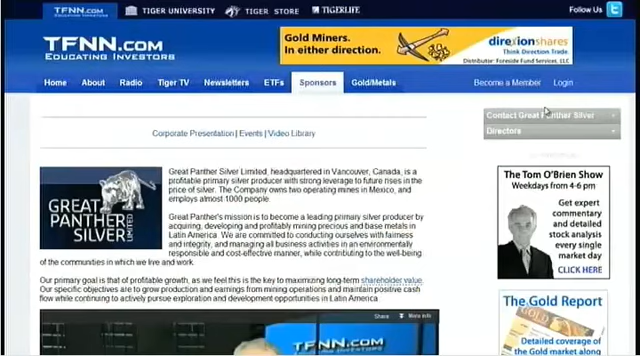 TFNN.COM
EDUCATING INVESTORS
TIGER UNIVERSITY
TIGER STORE
TIGERLIFE
Follow Us
TFNN.COM
EDUCATING INVESTORS
Gold Miners.
In either direction.
direxionshares
Think Direxion Trade.
Distributor: Foreside Fund Services, LLC
Home About Radio Tiger TV Newsletters ETFs Sponsors Gold/Metals
Become a Member Login
Corporate Presentation | Events | Video Library
Contact Great Panther Silver
Directors
GREAT
PANTHER
SILVER LIMITED
Great Panther Silver Limited, headquartered in Vancouver, Canada, is a
profitable primary silver producer with strong leverage to future rises in the
price of silver. The Company owns two operating mines in Mexico, and
employs almost 1000 people.
Great Panther's mission is to become a leading primary silver producer by
acquiring, developing and profitably mining precious and base metals in
Latin America. We are committed to conducting ourselves with fairness
and integrity, and managing all business activities in an environmentally
responsible and cost-effective manner, while contributing to the well-being
of the communities in which we live and work.
Our primary goal is that of profitable growth, as we feel this is the key to maximizing long-term shareholder value.
Our specific objectives are to grow production and earnings from mining operations and maintain positive cash
flow while continuing to actively pursue exploration and development opportunities in Latin America
Share More info
TFNN.COM
The Tom O'Brien Show
Weekdays from 4-6 pm
Get expert
commentary
and detailed
stock analysis
every single
market day
CLICK HERE
The Gold Report
Detailed coverage of
the Gold Market